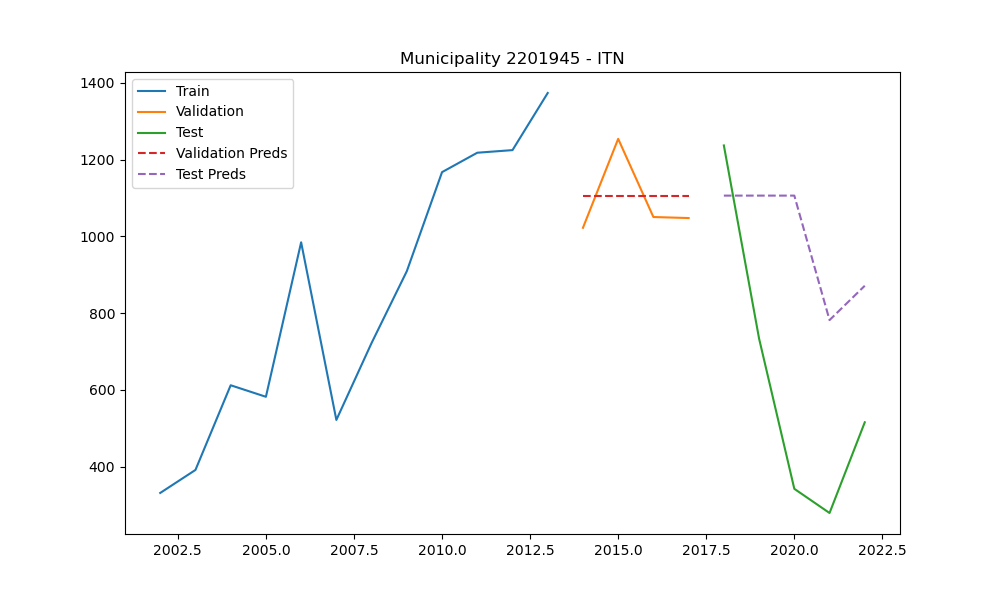 Municipality 2201945 - ITN
1400
1200
1000
800
600
400
Train
Validation
Test
Validation Preds
Test Preds
2002.5 2005.0 2007.5 2010.0 2012.5 2015.0 2017.5 2020.0 2022.5